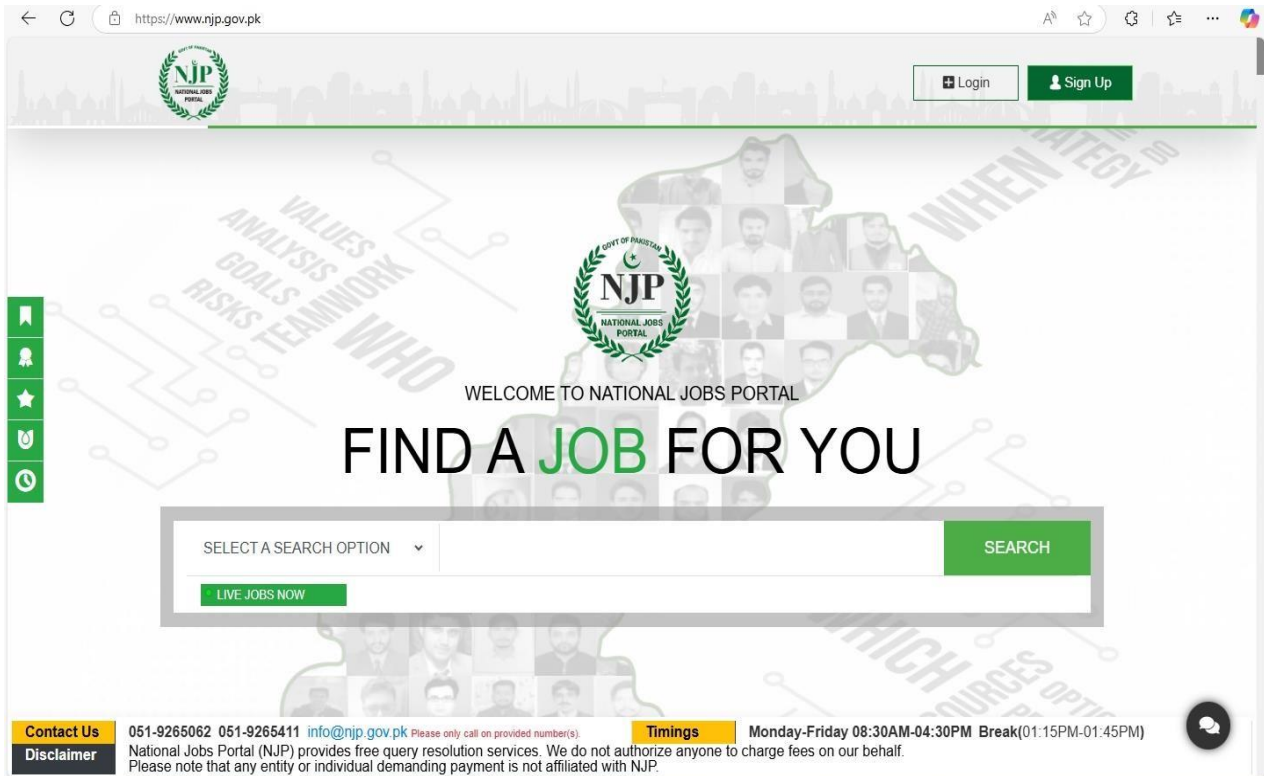 https://www.njp.gov.pk
GOVT OF PAKISTAN
NJP
NATIONAL JOBS
PORTAL
Login
Sign Up
WHEN
STRATEGY
DO
VALUES
ANALYSIS
GOALS
RISKS TEAMWORK
WHO
GOVT OF PAKISTAN
NJP
NATIONAL JOBS
PORTAL
WELCOME TO NATIONAL JOBS PORTAL
FIND A JOB FOR YOU
SELECT A SEARCH OPTION
SEARCH
LIVE JOBS NOW
WHICH
Contact Us 051-9265062 051-9265411 info@njp.gov.pk Please only call on provided number(s). Timings Monday-Friday 08:30AM-04:30PM Break(01:15PM-01:45PM)
Disclaimer National Jobs Portal (NJP) provides free query resolution services. We do not authorize anyone to charge fees on our behalf.
Please note that any entity or individual demanding payment is not affiliated with NJP.